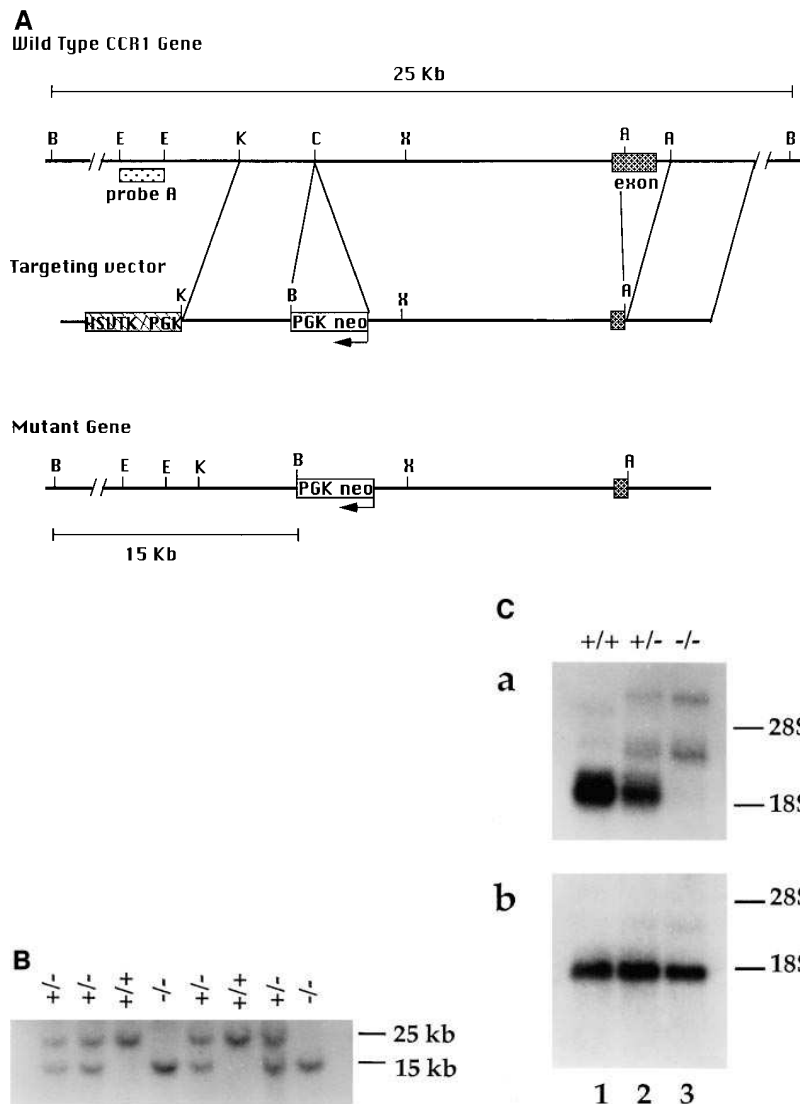 A
Wild Type CCR1 Gene
25 Kb
B E E K C X A A B
probe A
exon
Targeting vector
K B X A
HSVTK/PGK
PGK neo
Mutant Gene
B E E K B X A
PGK neo
15 Kb
C
+/+ +/- -/-
a
28S
18S
b
28S
18S
1 2 3
B
+/- +/- +/+ -/- +/- +/+ +/- -/-
25 kb
15 kb